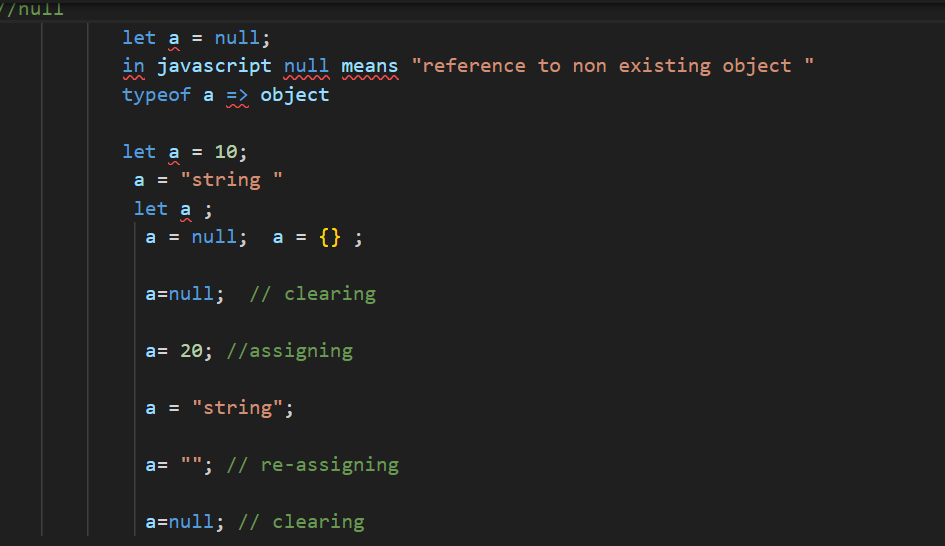 //null
let a = null;
in javascript null means "reference to non existing object "
typeof a => object
let a = 10;
a = "string "
let a ;
a = null;  a = {} ;
a=null;  // clearing
a= 20; //assigning
a = "string";
a= ""; // re-assigning
a=null; // clearing